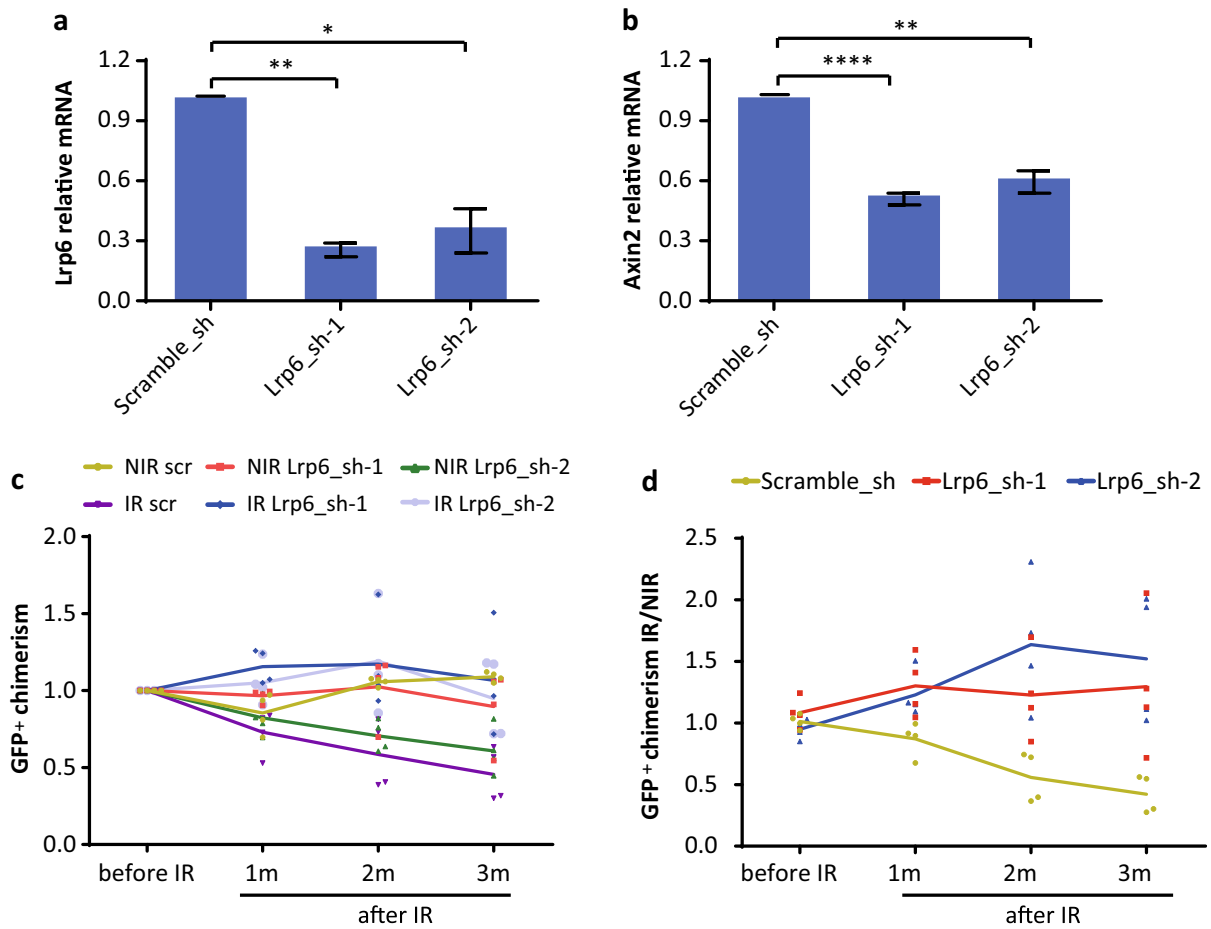 a
Lrp6 relative mRNA
1.2
0.9
0.6
0.3
0.0
*
**
Scramble_sh
Lrp6_sh-1
Lrp6_sh-2
b
Axin2 relative mRNA
1.2
0.9
0.6
0.3
0.0
**
****
Scramble_sh
Lrp6_sh-1
Lrp6_sh-2
c
NIR scr
NIR Lrp6_sh-1
NIR Lrp6_sh-2
IR scr
IR Lrp6_sh-1
IR Lrp6_sh-2
GFP+ chimerism
2.0
1.5
1.0
0.5
0.0
before IR
1m
2m
3m
after IR
d
Scramble_sh
Lrp6_sh-1
Lrp6_sh-2
GFP+ chimerism IR/NIR
2.5
2.0
1.5
1.0
0.5
0.0
before IR
1m
2m
3m
after IR